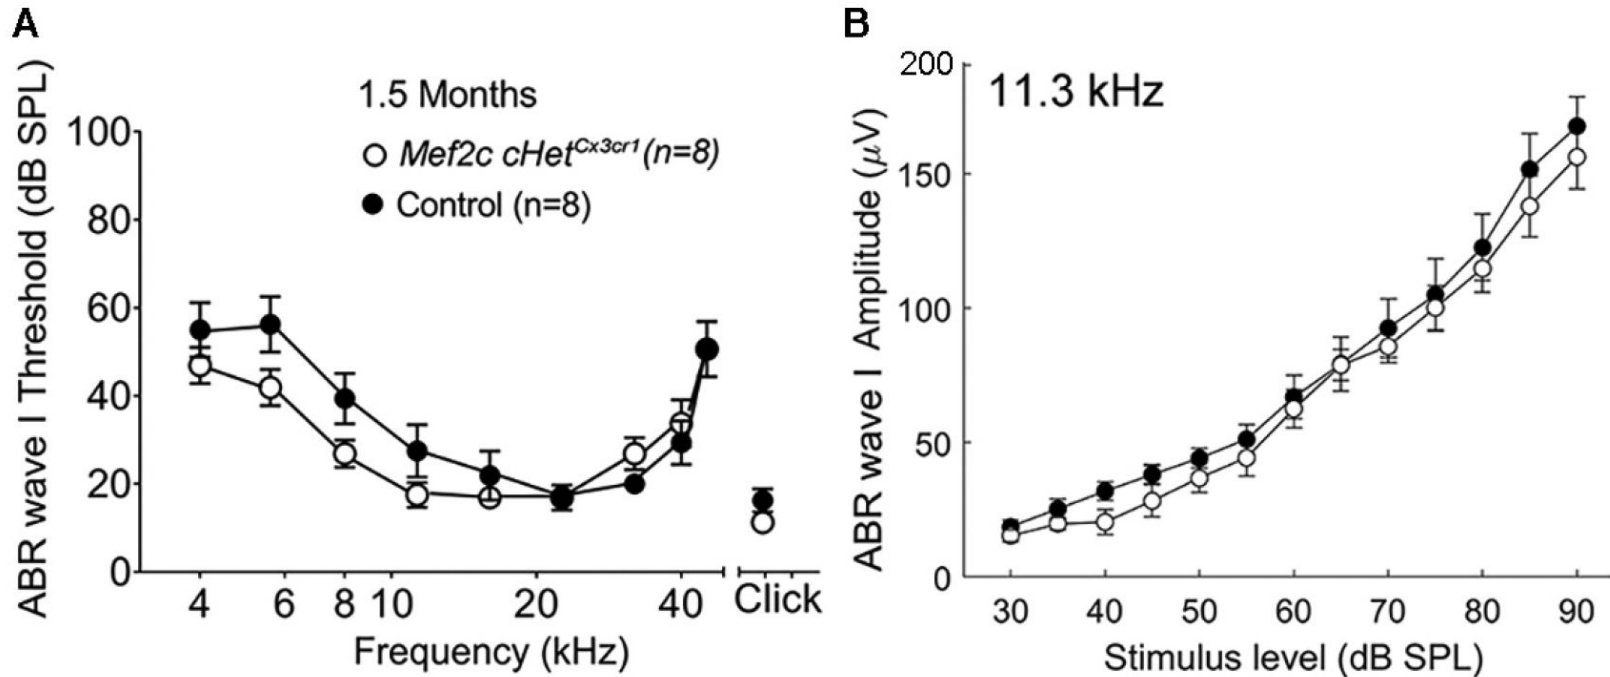 A
ABR wave I Threshold (dB SPL)
1.5 Months
Mef2c cHet^Cx3cr1 (n=8)
Control (n=8)
100
80
60
40
20
0
4 6 8 10 20 40 Click
Frequency (kHz)
B
ABR wave I Amplitude (μV)
11.3 kHz
200
150
100
50
0
30 40 50 60 70 80 90
Stimulus level (dB SPL)